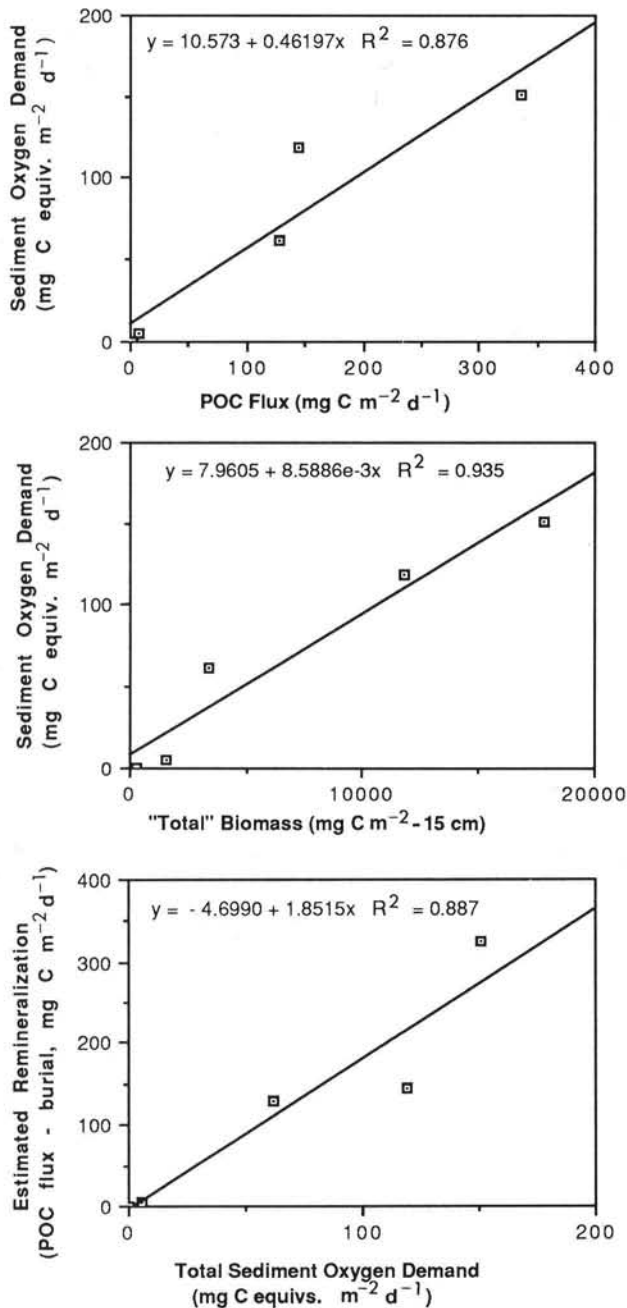 Sediment Oxygen Demand
(mg C equiv. m⁻² d⁻¹)
200
100
0
y = 10.573 + 0.46197x R² = 0.876
100
200
300
400
POC Flux (mg C m⁻² d⁻¹)
Sediment Oxygen Demand
(mg C equiv. m⁻² d⁻¹)
200
100
0
y = 7.9605 + 8.5886e-3x R² = 0.935
0
10000
20000
"Total" Biomass (mg C m⁻² - 15 cm)
Estimated Remineralization
(POC flux - burial, mg C m⁻² d⁻¹)
400
300
200
100
0
y = - 4.6990 + 1.8515x R² = 0.887
0
100
200
Total Sediment Oxygen Demand
(mg C equivs. m⁻² d⁻¹)